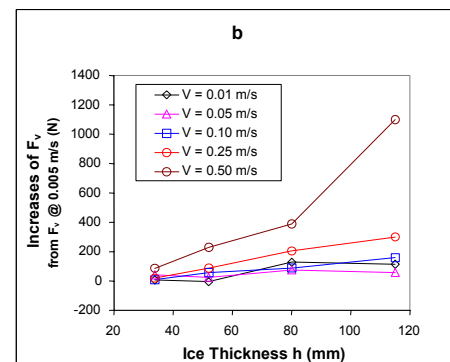 b
Increases of Fv
from Fv @ 0.005 m/s (N)
1400
1200
1000
800
600
400
200
0
-200
V = 0.01 m/s
V = 0.05 m/s
V = 0.10 m/s
V = 0.25 m/s
V = 0.50 m/s
20 40 60 80 100 120
Ice Thickness h (mm)